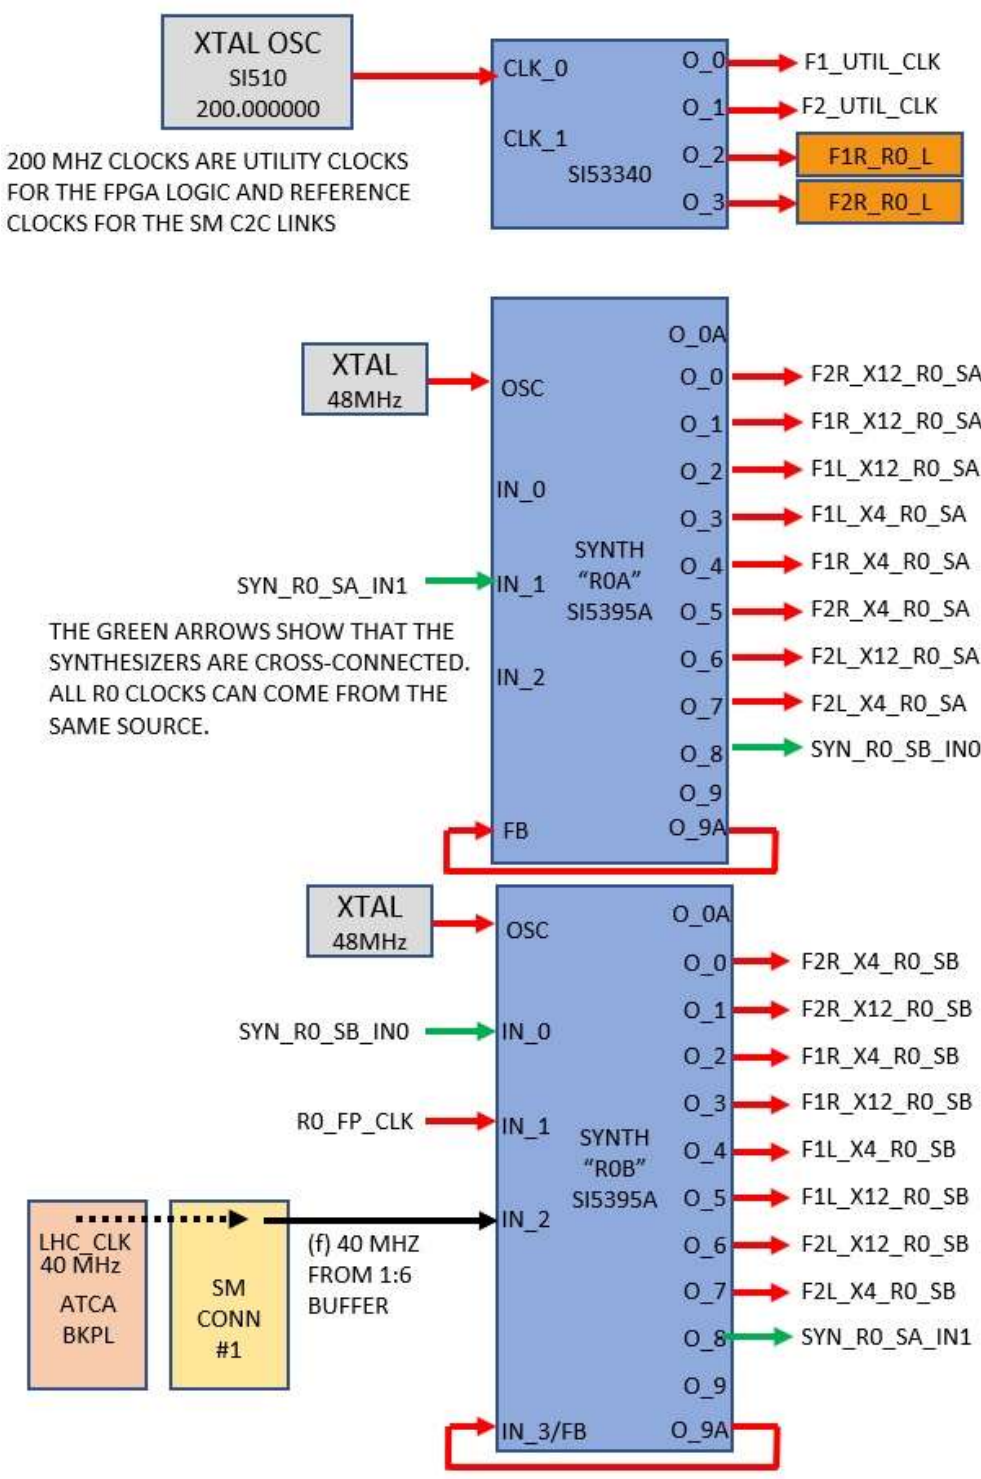 XTAL OSC
SI510
200.000000
CLK_0
CLK_1
SI53340
O_0
O_1
O_2
O_3
F1_UTIL_CLK
F2_UTIL_CLK
F1R_R0_L
F2R_R0_L
200 MHZ CLOCKS ARE UTILITY CLOCKS
FOR THE FPGA LOGIC AND REFERENCE
CLOCKS FOR THE SM C2C LINKS
XTAL
48MHz
OSC
IN_0
SYN_R0_SA_IN1
IN_1
IN_2
FB
SYNTH
"R0A"
SI5395A
THE GREEN ARROWS SHOW THAT THE
SYNTHESIZERS ARE CROSS-CONNECTED.
ALL R0 CLOCKS CAN COME FROM THE
SAME SOURCE.
O_0A
O_0
O_1
O_2
O_3
O_4
O_5
O_6
O_7
O_8
O_9
O_9A
F2R_X12_R0_SA
F1R_X12_R0_SA
F1L_X12_R0_SA
F1L_X4_R0_SA
F1R_X4_R0_SA
F2R_X4_R0_SA
F2L_X12_R0_SA
F2L_X4_R0_SA
SYN_R0_SB_IN0
XTAL
48MHz
OSC
SYN_R0_SB_IN0
IN_0
R0_FP_CLK
IN_1
IN_2
IN_3/FB
SYNTH
"R0B"
SI5395A
LHC_CLK
40 MHz
ATCA
BKPL
SM
CONN
#1
(f) 40 MHZ
FROM 1:6
BUFFER
O_0A
O_0
O_1
O_2
O_3
O_4
O_5
O_6
O_7
O_8
O_9
O_9A
F2R_X4_R0_SB
F2R_X12_R0_SB
F1R_X4_R0_SB
F1R_X12_R0_SB
F1L_X4_R0_SB
F1L_X12_R0_SB
F2L_X12_R0_SB
F2L_X4_R0_SB
SYN_R0_SA_IN1